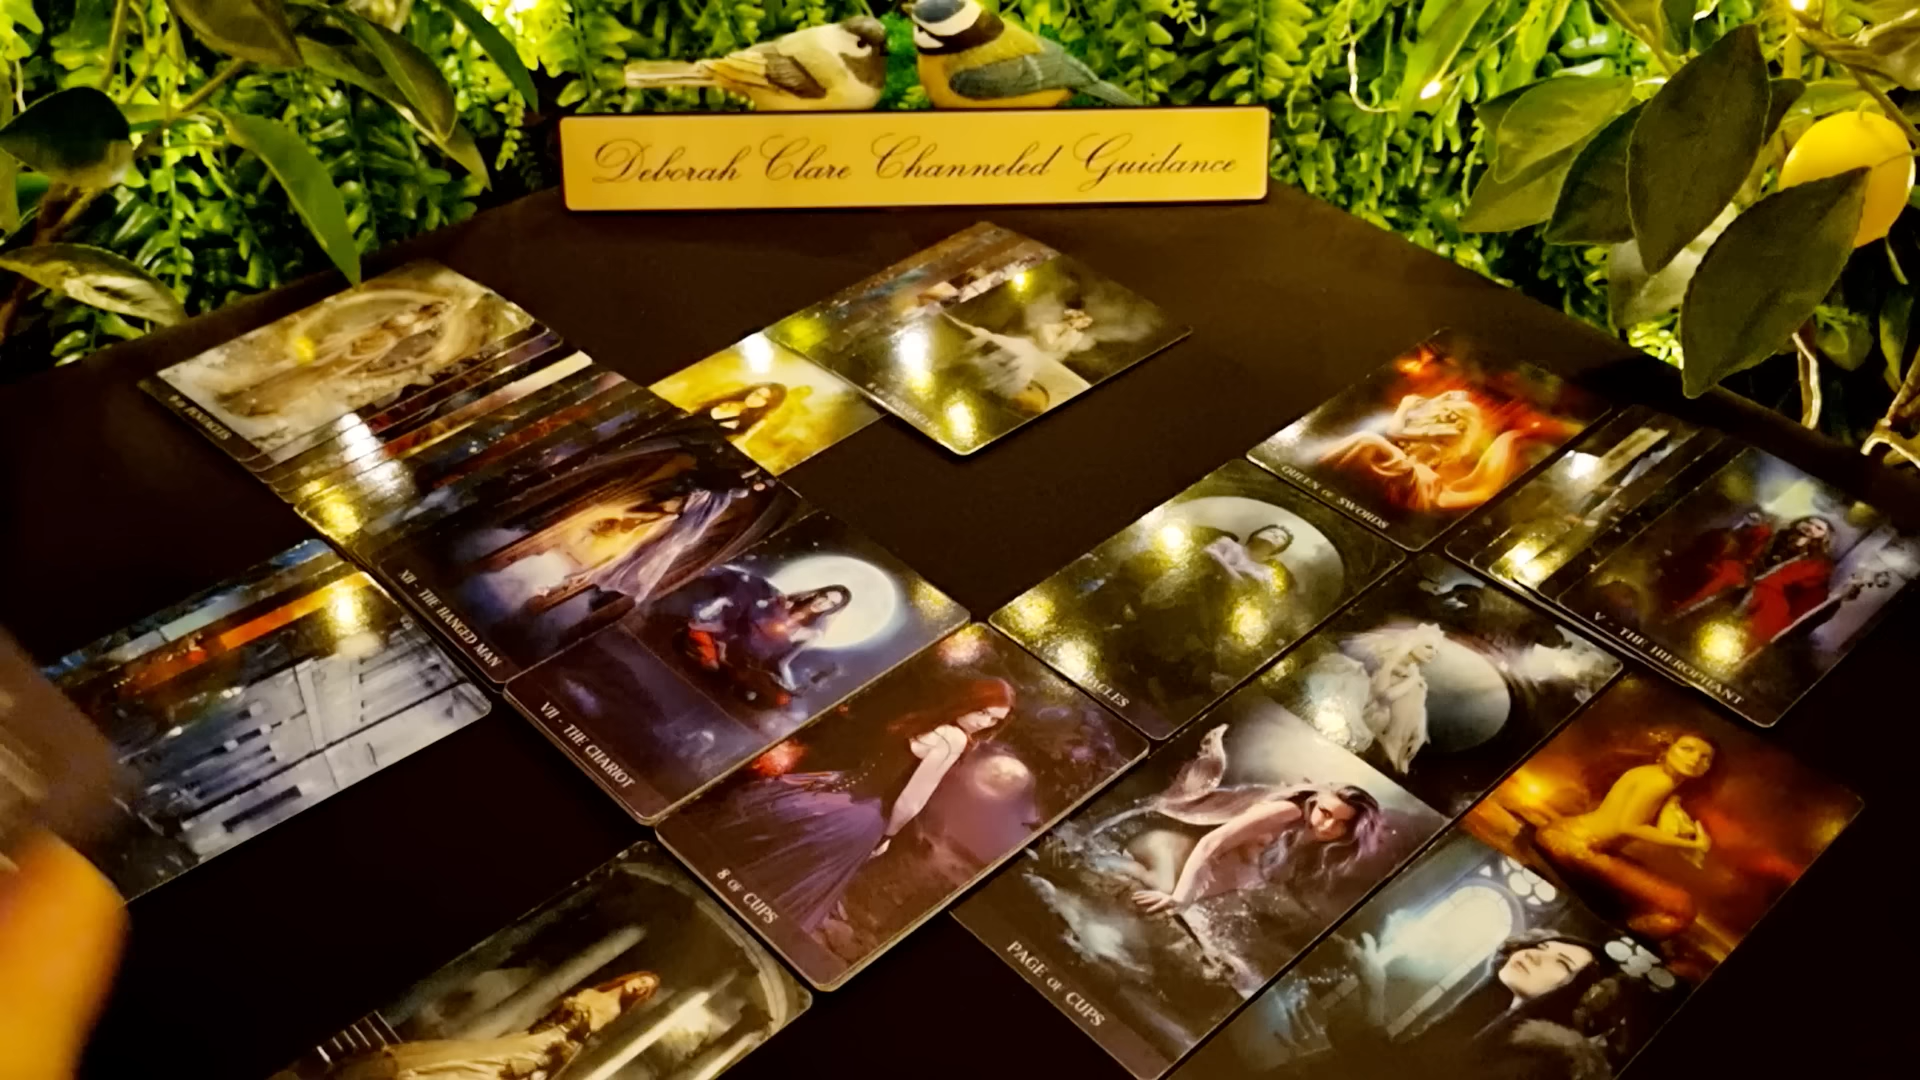 Deborah Clare Channeled Guidance
QUEEN OF SWORDS
XII - THE HANGED MAN
V - THE HIEROPHANT
VII - THE CHARIOT
8 OF CUPS
PAGE OF CUPS